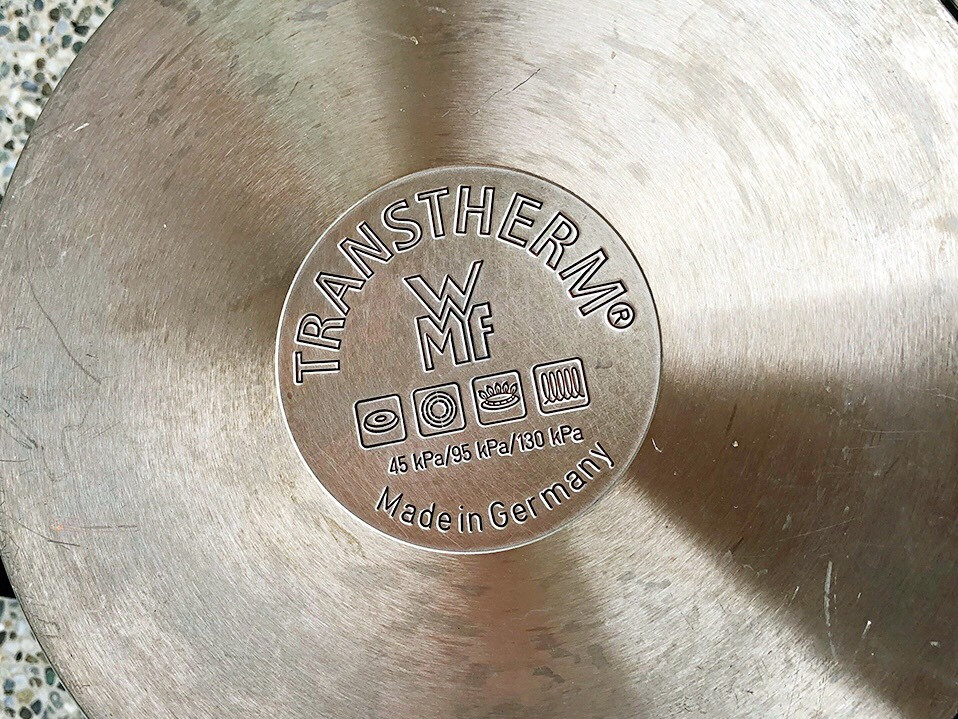 TRANSTHERM®
WMF
45 kPa/95 kPa/130 kPa
Made in Germany